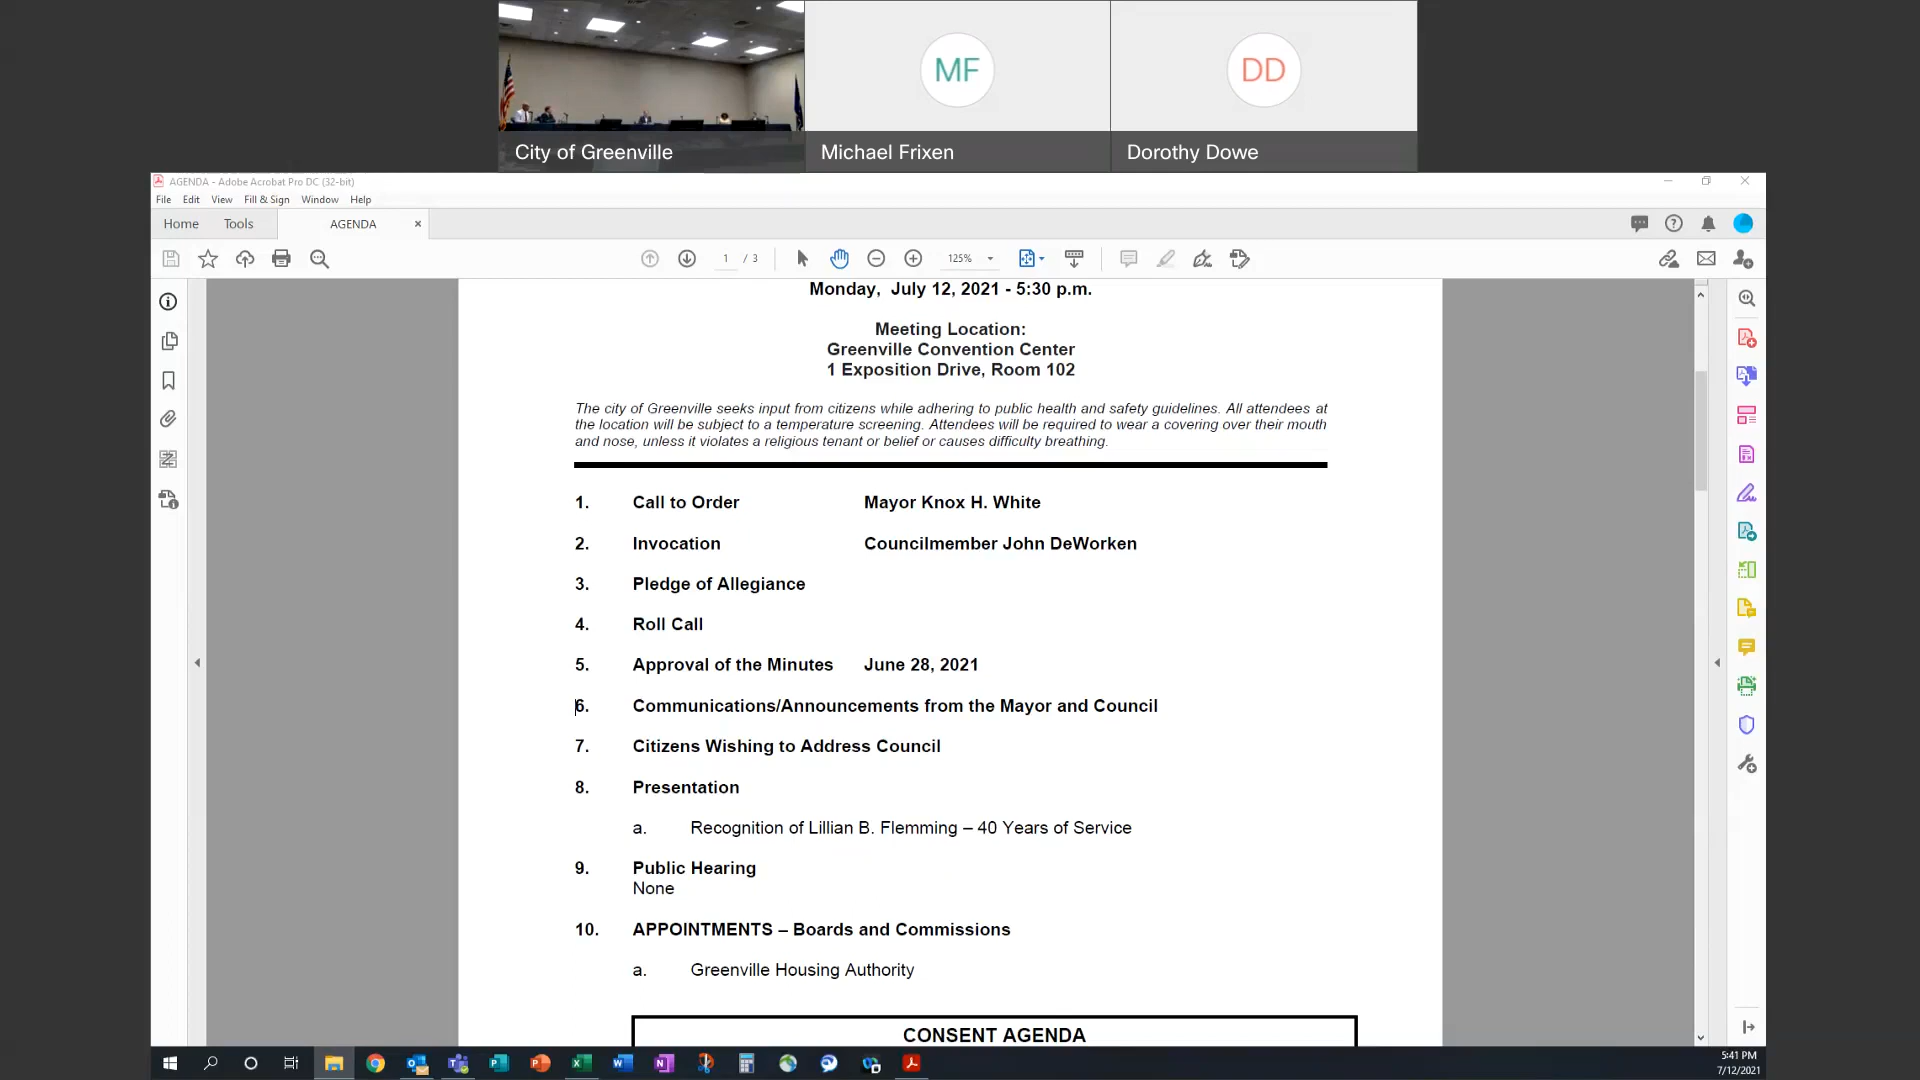 MF
DD
City of Greenville
Michael Frixen
Dorothy Dowe
AGENDA - Adobe Acrobat Pro DC (32-bit)
File Edit View Fill & Sign Window Help
Home Tools AGENDA
1 / 3
125%
Monday, July 12, 2021 - 5:30 p.m.
Meeting Location:
Greenville Convention Center
1 Exposition Drive, Room 102
The city of Greenville seeks input from citizens while adhering to public health and safety guidelines. All attendees at
the location will be subject to a temperature screening. Attendees will be required to wear a covering over their mouth
and nose, unless it violates a religious tenant or belief or causes difficulty breathing.
1. Call to Order Mayor Knox H. White
2. Invocation Councilmember John DeWorken
3. Pledge of Allegiance
4. Roll Call
5. Approval of the Minutes June 28, 2021
6. Communications/Announcements from the Mayor and Council
7. Citizens Wishing to Address Council
8. Presentation
a. Recognition of Lillian B. Flemming – 40 Years of Service
9. Public Hearing
None
10. APPOINTMENTS – Boards and Commissions
a. Greenville Housing Authority
CONSENT AGENDA
5:41 PM
7/12/2021